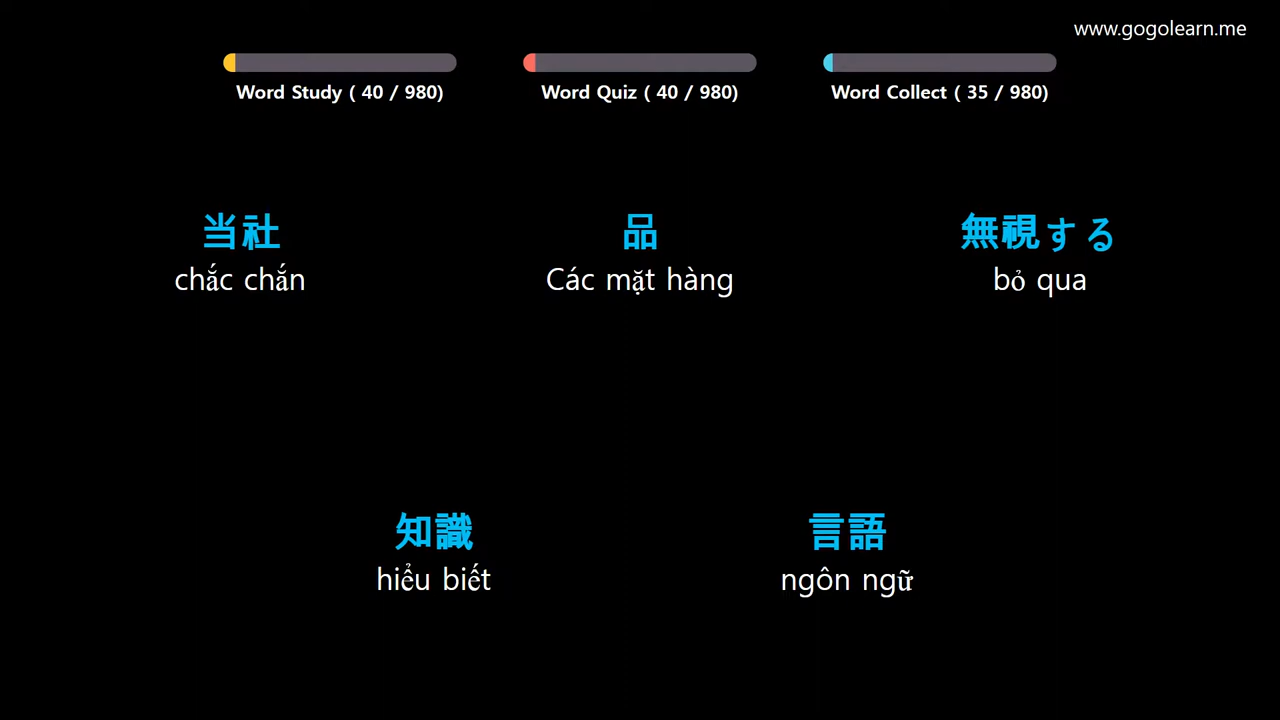 www.gogolearn.me
Word Study ( 40 / 980)
Word Quiz ( 40 / 980)
Word Collect ( 35 / 980)
当社
chắc chắn
品
Các mặt hàng
無視する
bỏ qua
知識
hiểu biết
言語
ngôn ngữ